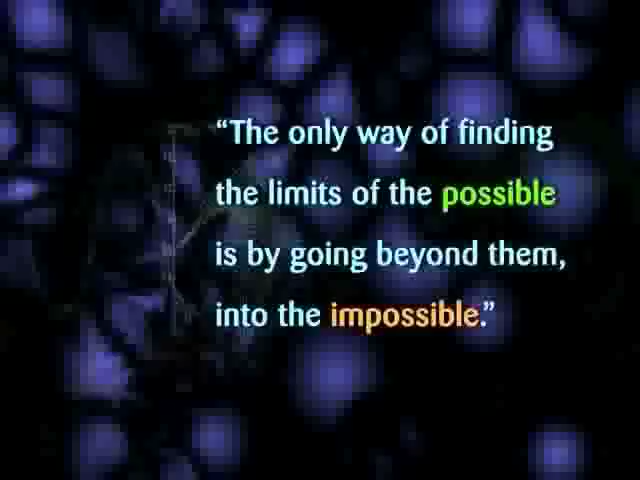 “The only way of finding
the limits of the possible
is by going beyond them,
into the impossible.”